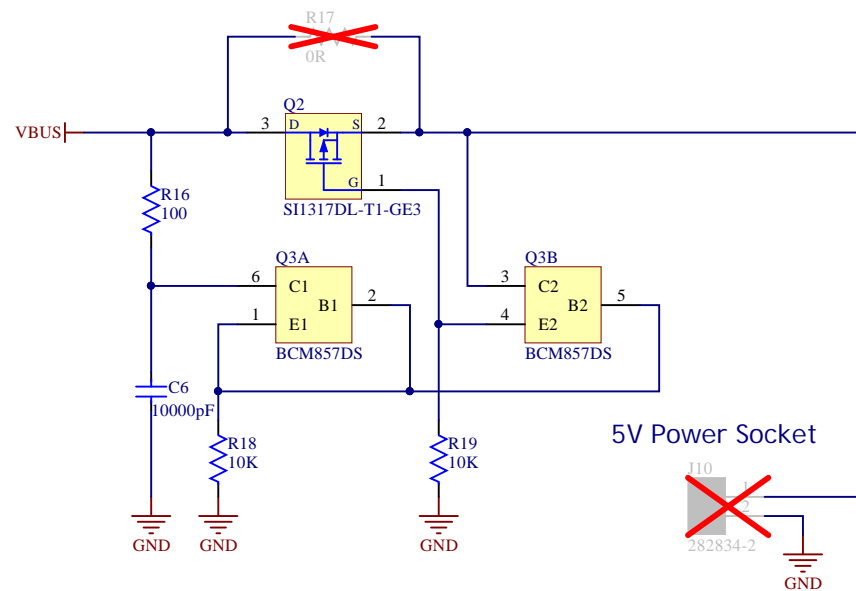 R17
0R
Q2
VBUS
3
D
S
2
G
1
SI1317DL-T1-GE3
R16
100
Q3A
6
C1
B1
2
1
E1
BCM857DS
Q3B
3
C2
B2
5
4
E2
BCM857DS
C6
10000pF
R18
10K
R19
10K
5V Power Socket
J10
1
2
282834-2
GND
GND
GND
GND